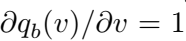 ∂q_b(v)/∂v = 1